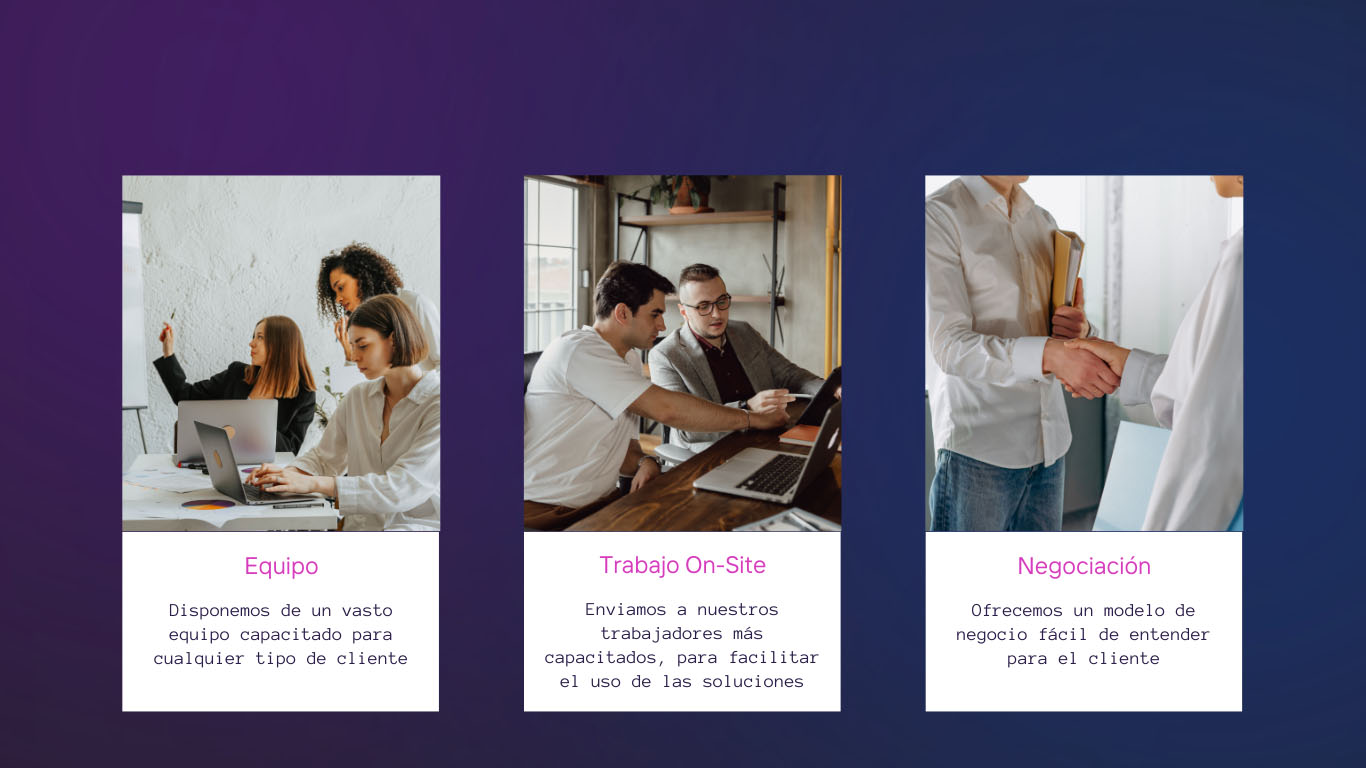 Equipo
Disponemos de un vasto
equipo capacitado para
cualquier tipo de cliente
Trabajo On-Site
Enviamos a nuestros
trabajadores más
capacitados, para facilitar
el uso de las soluciones
Negociación
Ofrecemos un modelo de
negocio fácil de entender
para el cliente